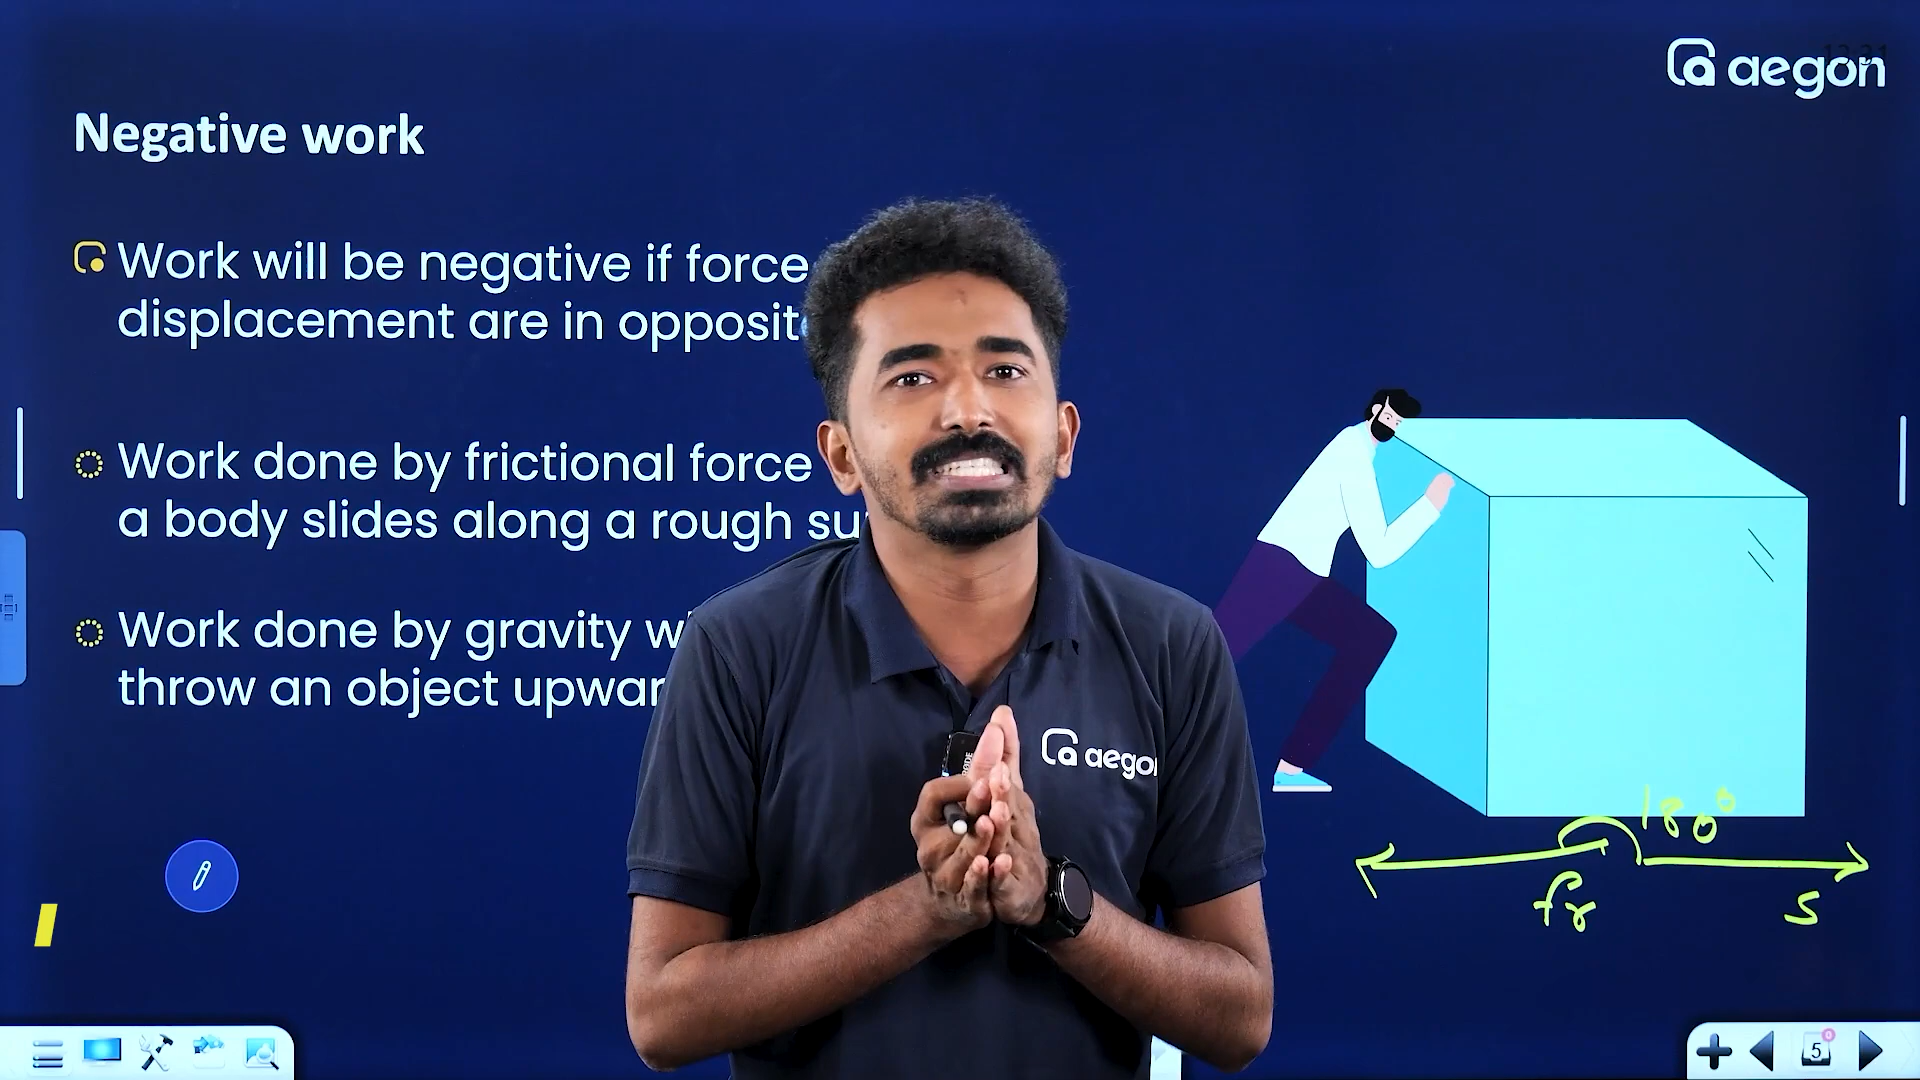 aegon
Negative work
Work will be negative if force
displacement are in opposit
Work done by frictional force
a body slides along a rough su
Work done by gravity w
throw an object upwar
aegon
180°
fr
s
5